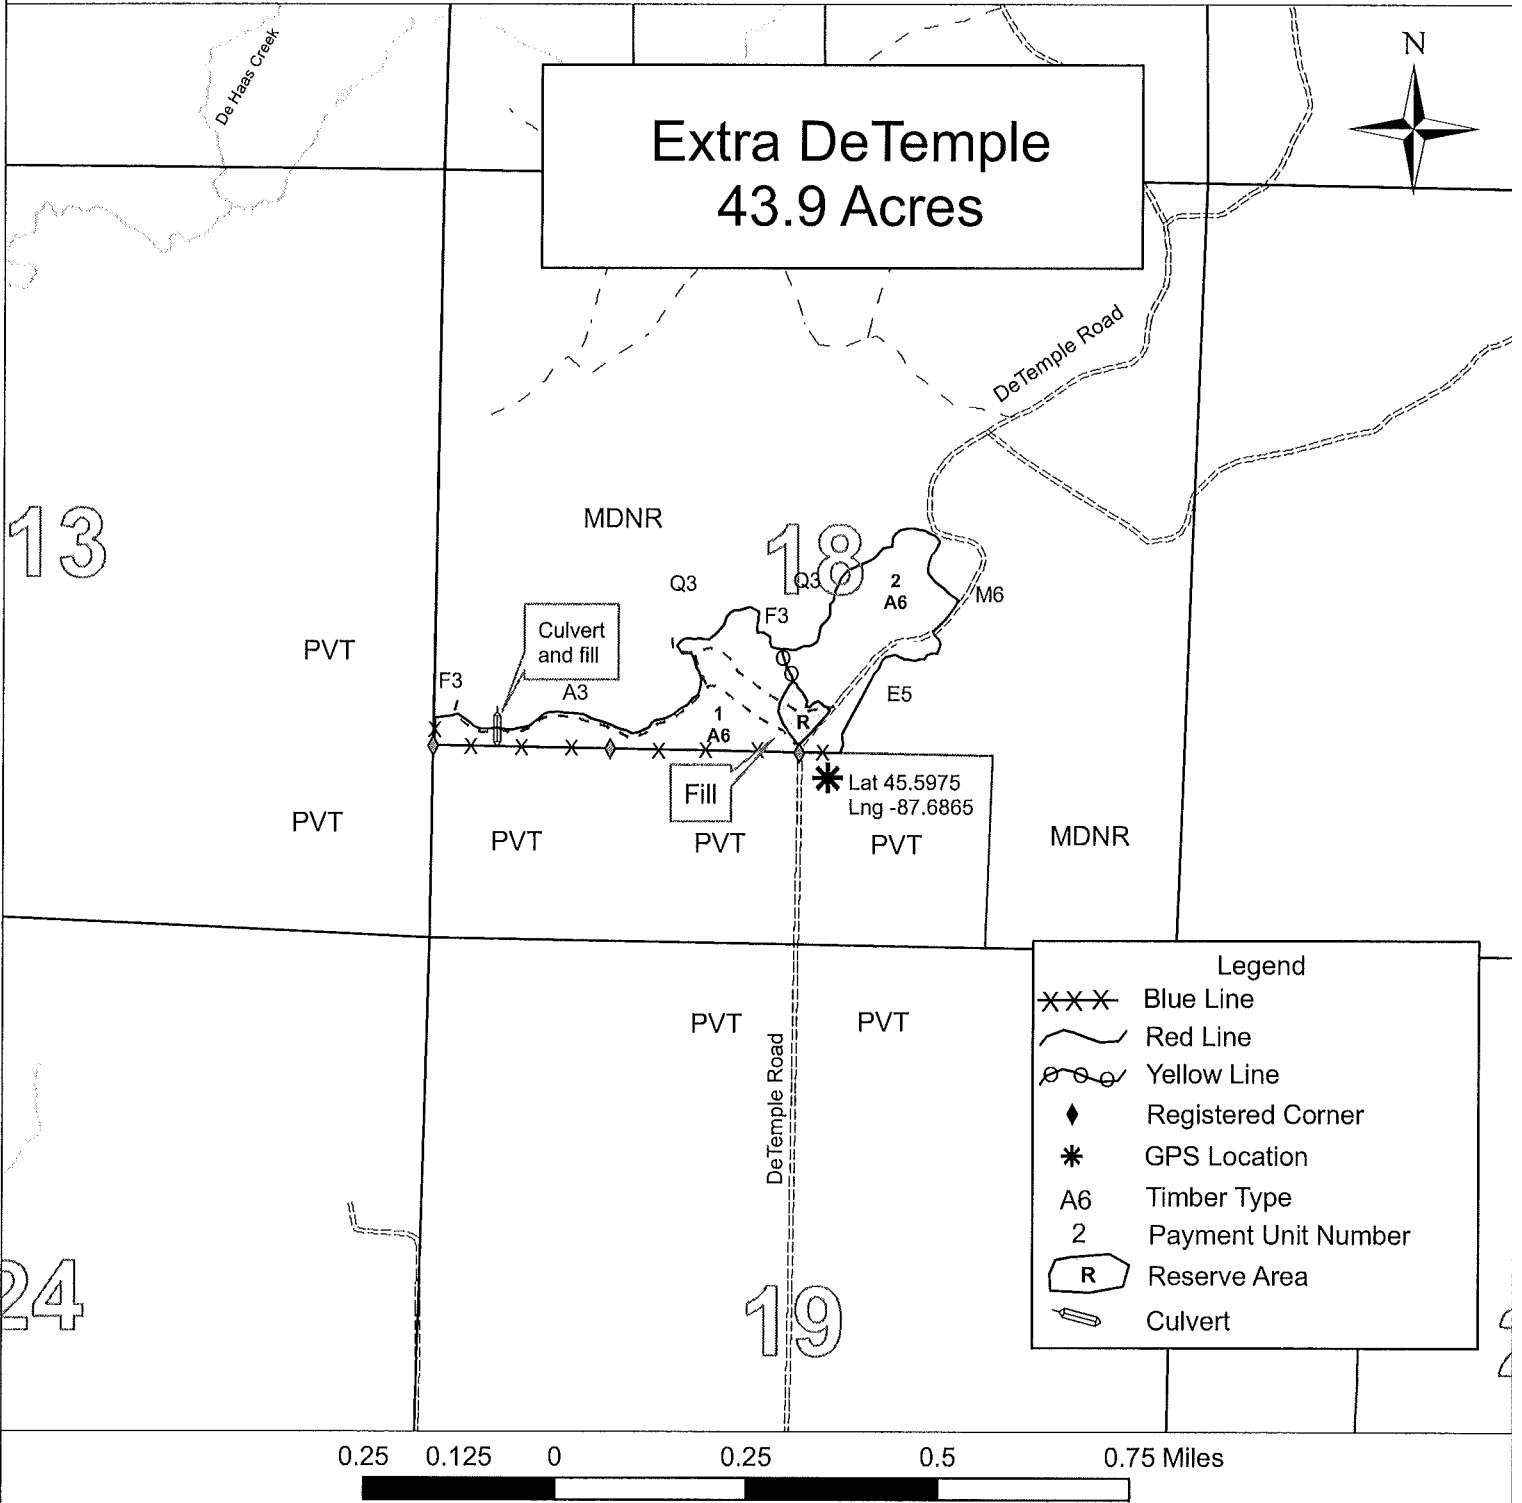 De Haas Creek
N
Extra DeTemple
43.9 Acres
DeTemple Road
13
MDNR
18
Q3
Q3
2
A6
M6
F3
Culvert
and fill
PVT
F3
A3
E5
1
A6
R
Fill
Lat 45.5975
Lng -87.6865
PVT
PVT
PVT
PVT
MDNR
Legend
Blue Line
Red Line
Yellow Line
Registered Corner
GPS Location
A6 Timber Type
2 Payment Unit Number
R Reserve Area
Culvert
PVT
PVT
DeTemple Road
24
19
0.25 0.125 0 0.25 0.5 0.75 Miles